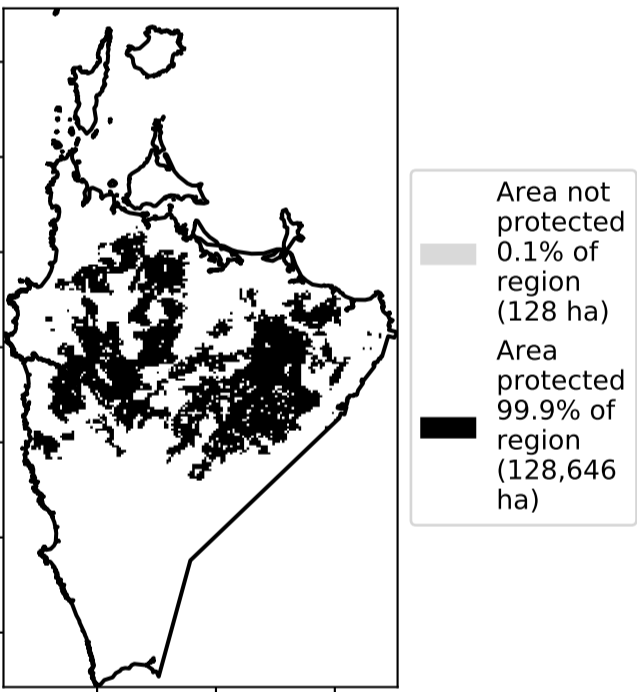 Area not
protected
0.1% of
region
(128 ha)
Area
protected
99.9% of
region
(128,646
ha)